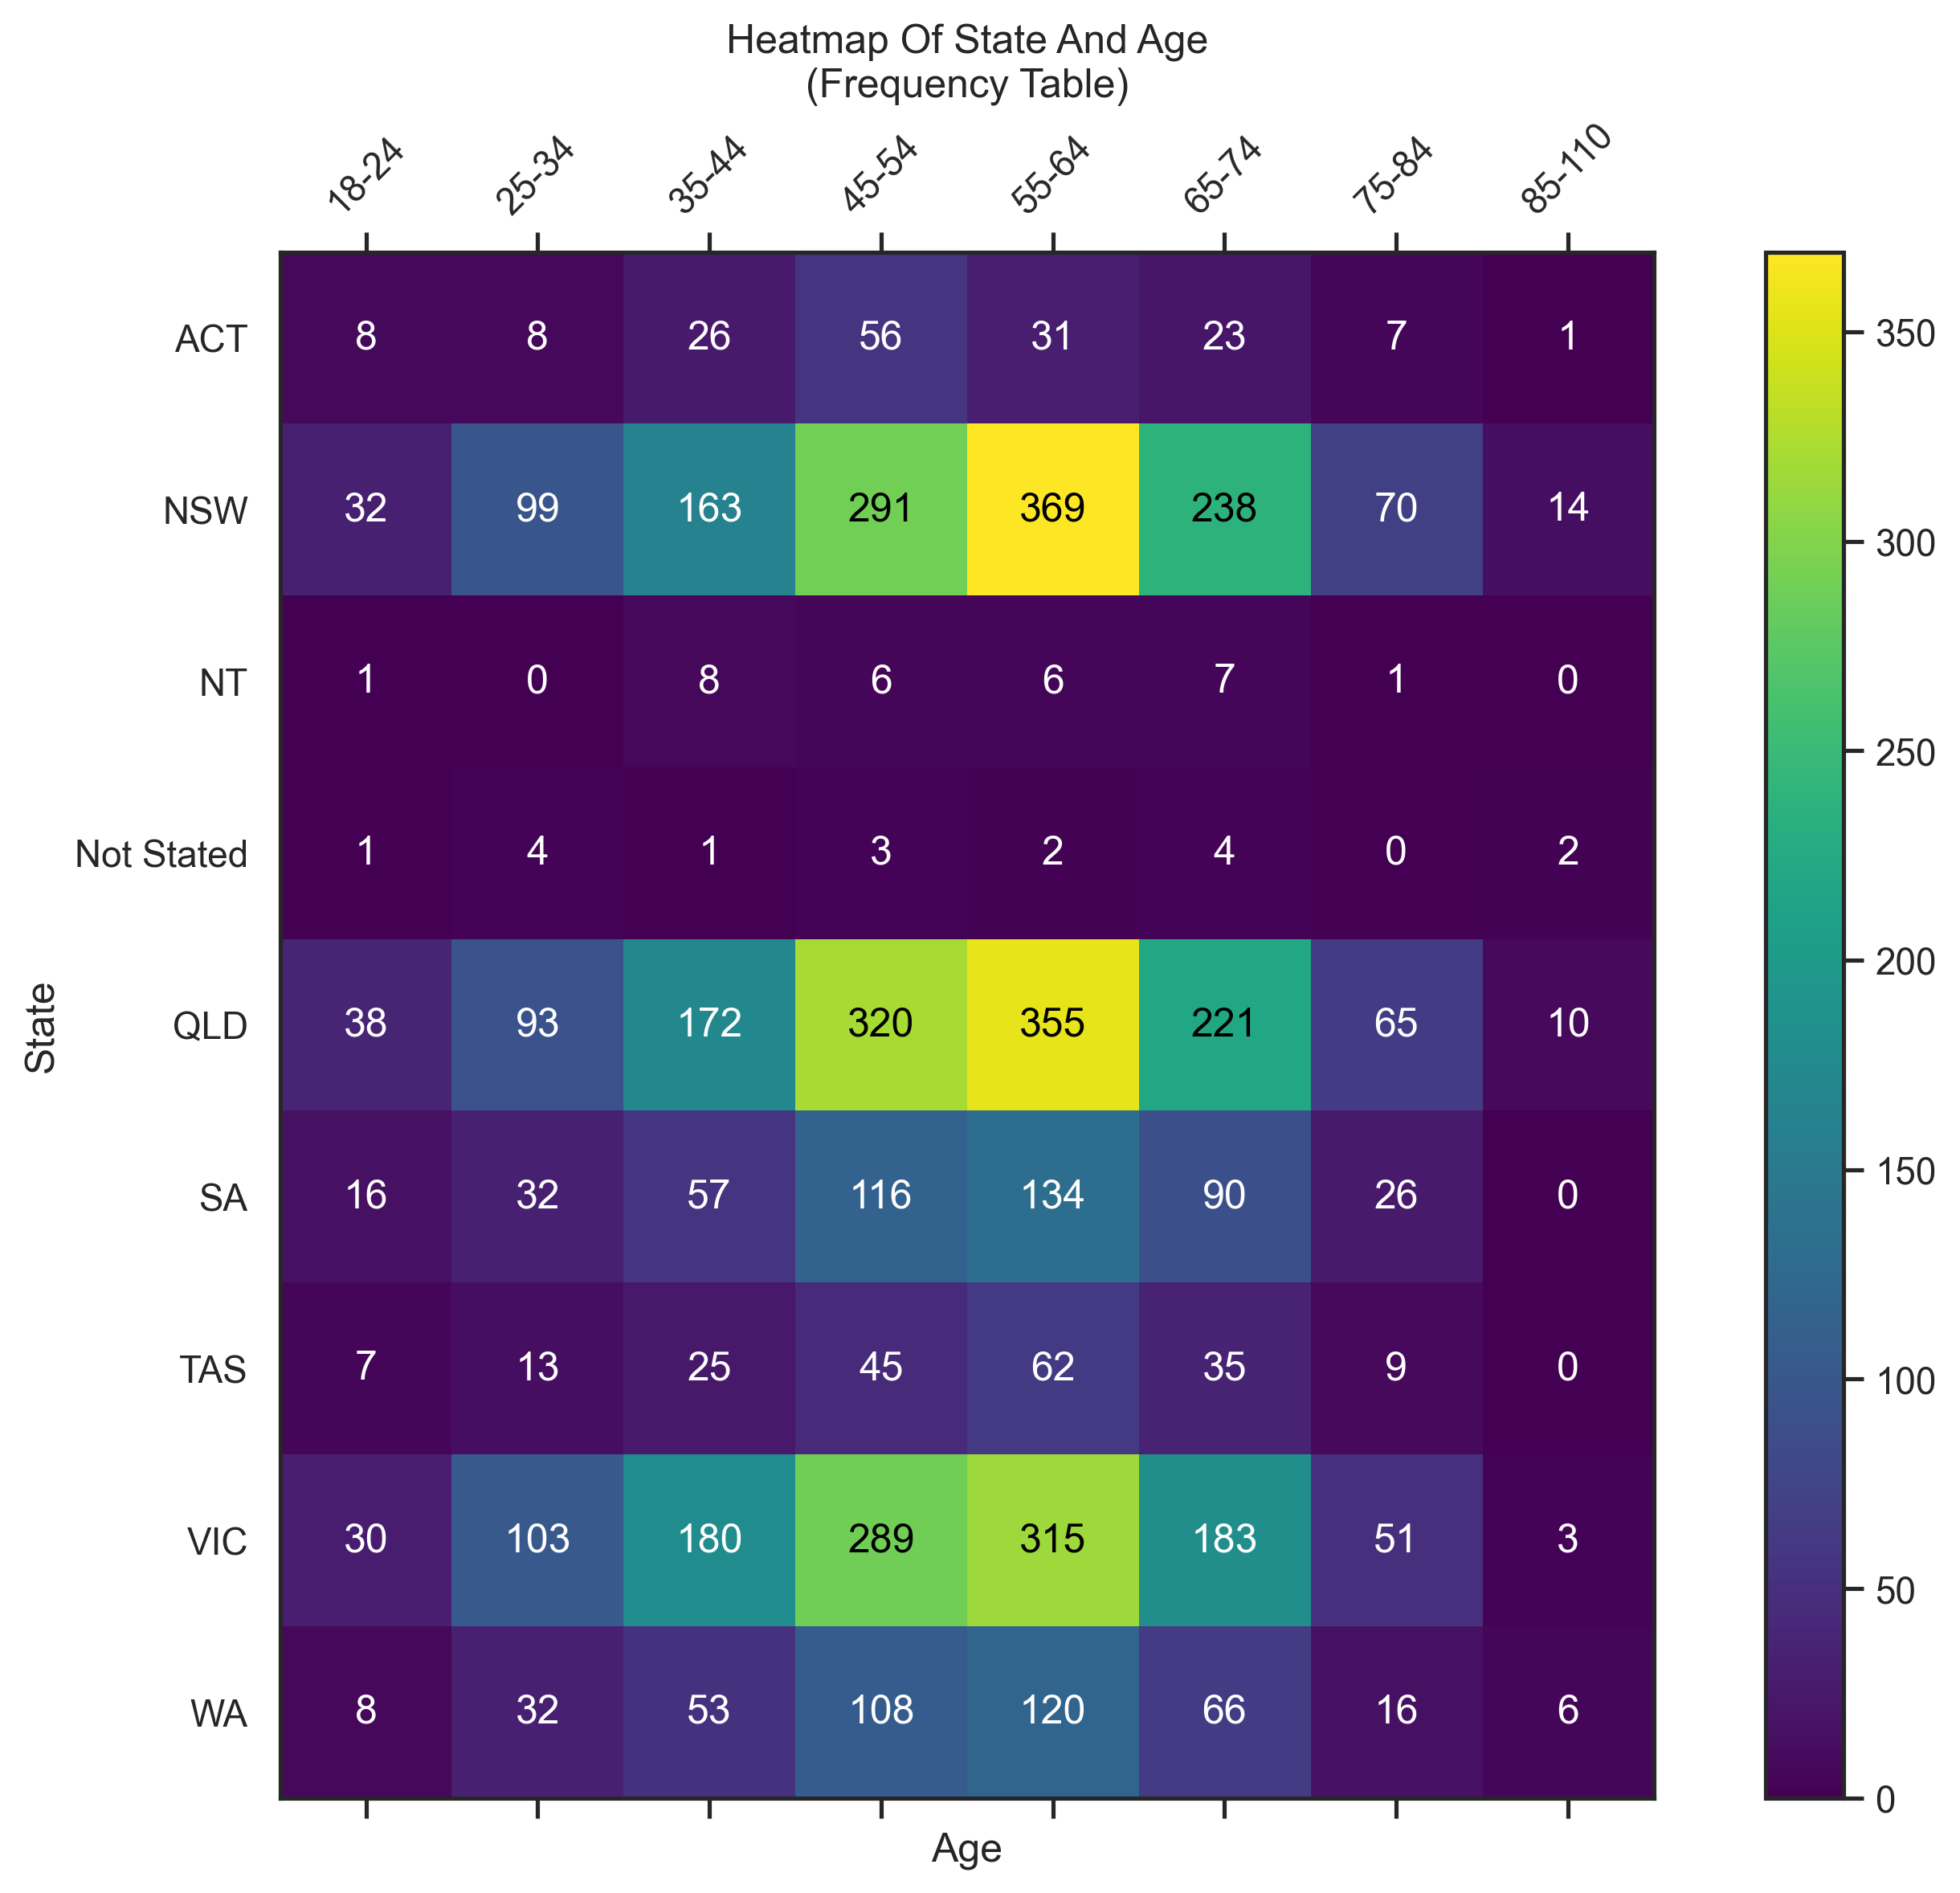 Heatmap Of State And Age
(Frequency Table)
18-24 25-34 35-44 45-54 55-64 65-74 75-84 85-110
ACT 8 8 26 56 31 23 7 1
NSW 32 99 163 291 369 238 70 14
NT 1 0 8 6 6 7 1 0
Not Stated 1 4 1 3 2 4 0 2
QLD 38 93 172 320 355 221 65 10
SA 16 32 57 116 134 90 26 0
TAS 7 13 25 45 62 35 9 0
VIC 30 103 180 289 315 183 51 3
WA 8 32 53 108 120 66 16 6
State
Age
350
300
250
200
150
100
50
0